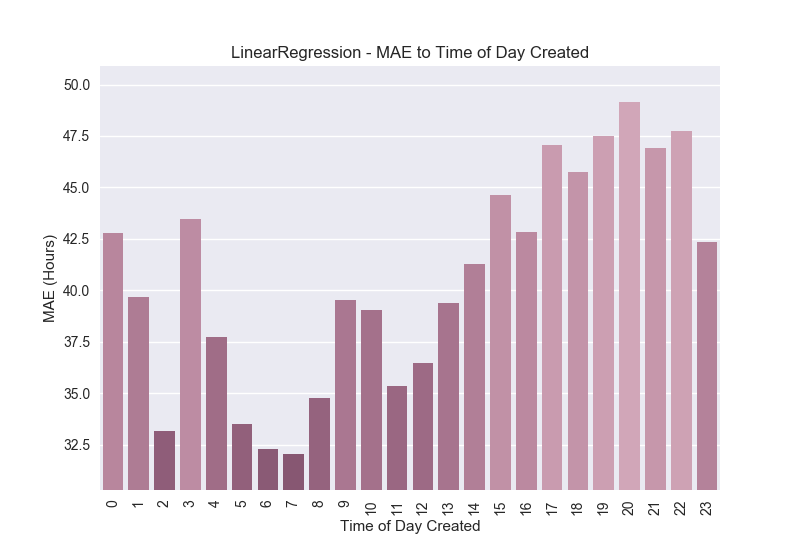 LinearRegression - MAE to Time of Day Created
50.0
47.5
45.0
42.5
40.0
37.5
35.0
32.5
MAE (Hours)
0 1 2 3 4 5 6 7 8 9 10 11 12 13 14 15 16 17 18 19 20 21 22 23
Time of Day Created